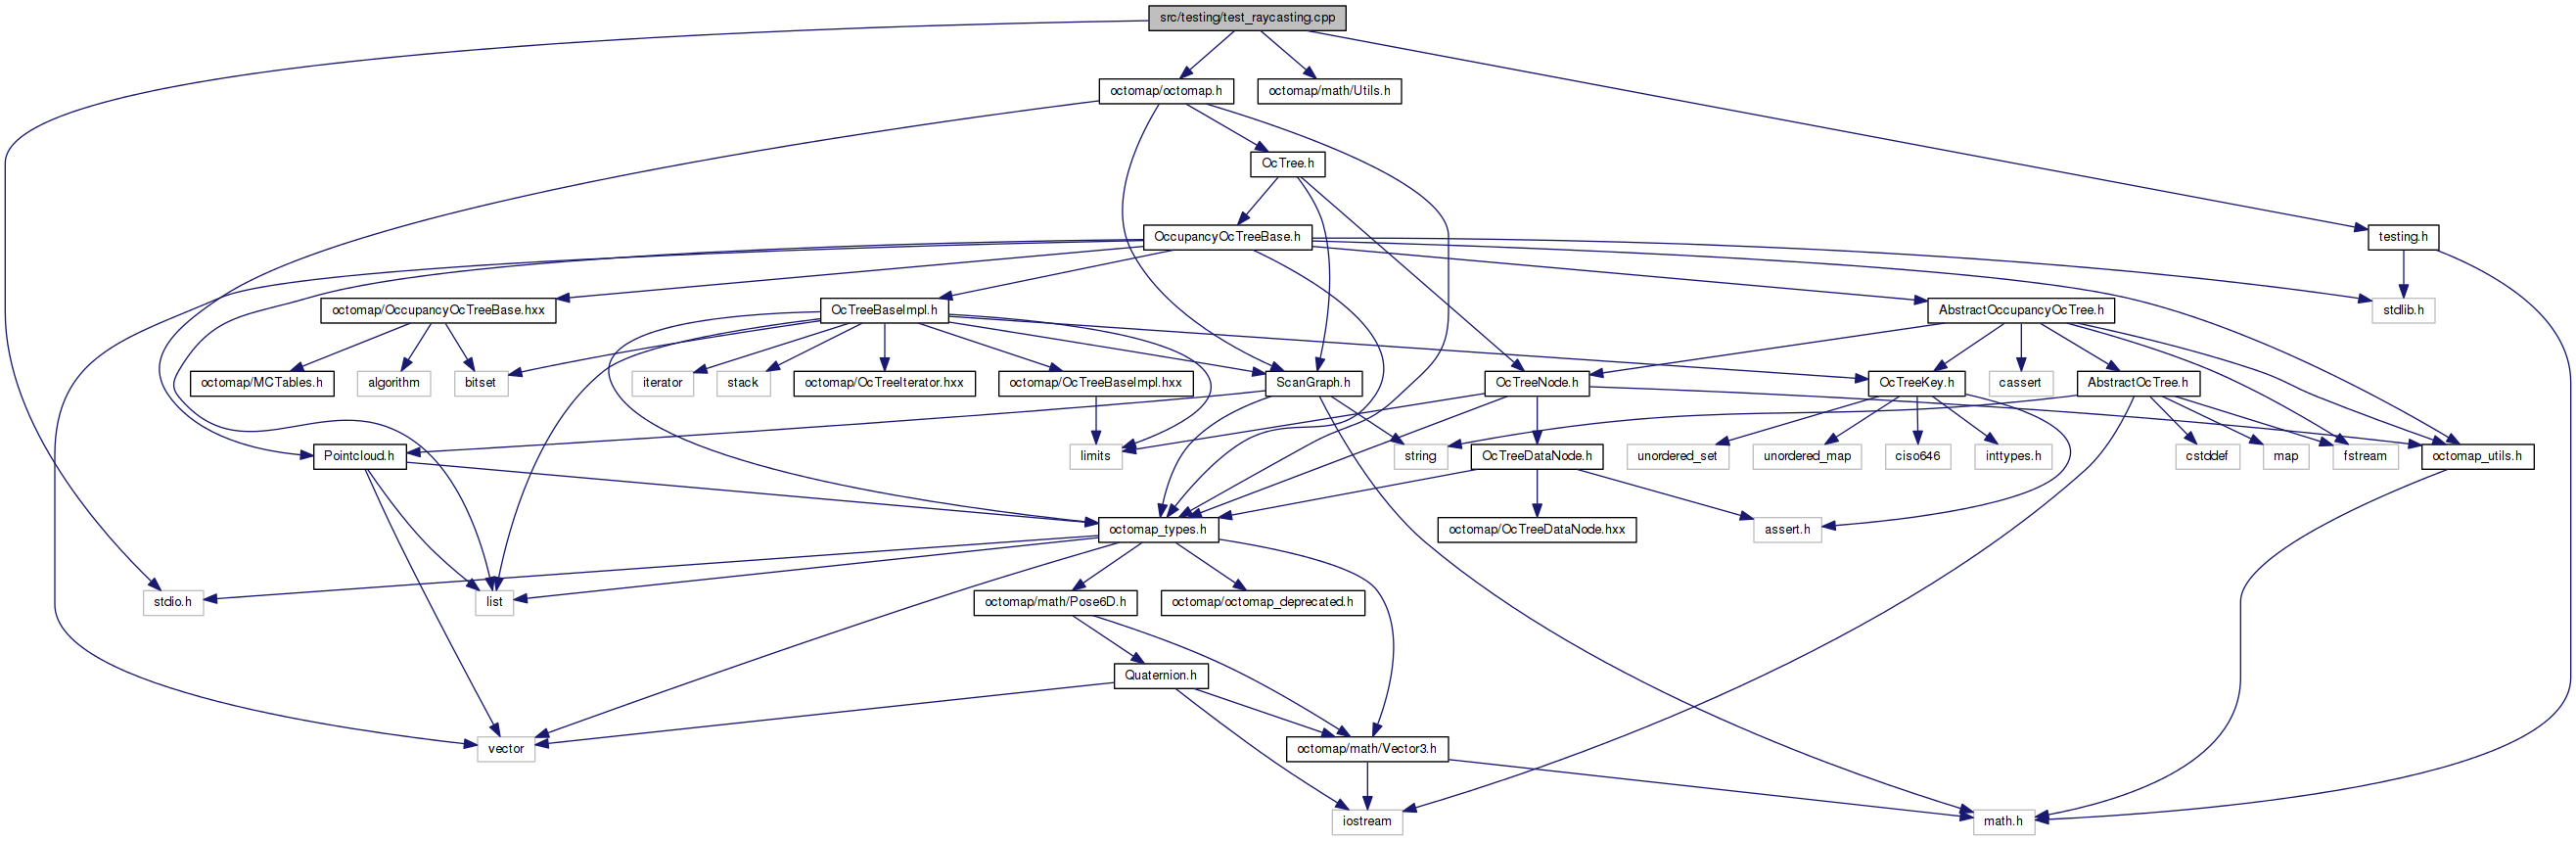 src/testing/test_raycasting.cpp
octomap/octomap.h
octomap/math/Utils.h
OcTree.h
OccupancyOcTreeBase.h
testing.h
octomap/OccupancyOcTreeBase.hxx
OcTreeBaseImpl.h
AbstractOccupancyOcTree.h
stdlib.h
octomap/MCTables.h
algorithm
bitset
iterator
stack
octomap/OcTreeIterator.hxx
octomap/OcTreeBaseImpl.hxx
ScanGraph.h
OcTreeNode.h
OcTreeKey.h
cassert
AbstractOcTree.h
Pointcloud.h
limits
string
OcTreeDataNode.h
unordered_set
unordered_map
ciso646
inttypes.h
cstddef
map
fstream
octomap_utils.h
octomap_types.h
octomap/OcTreeDataNode.hxx
assert.h
stdio.h
list
octomap/math/Pose6D.h
octomap/octomap_deprecated.h
Quaternion.h
vector
octomap/math/Vector3.h
iostream
math.h